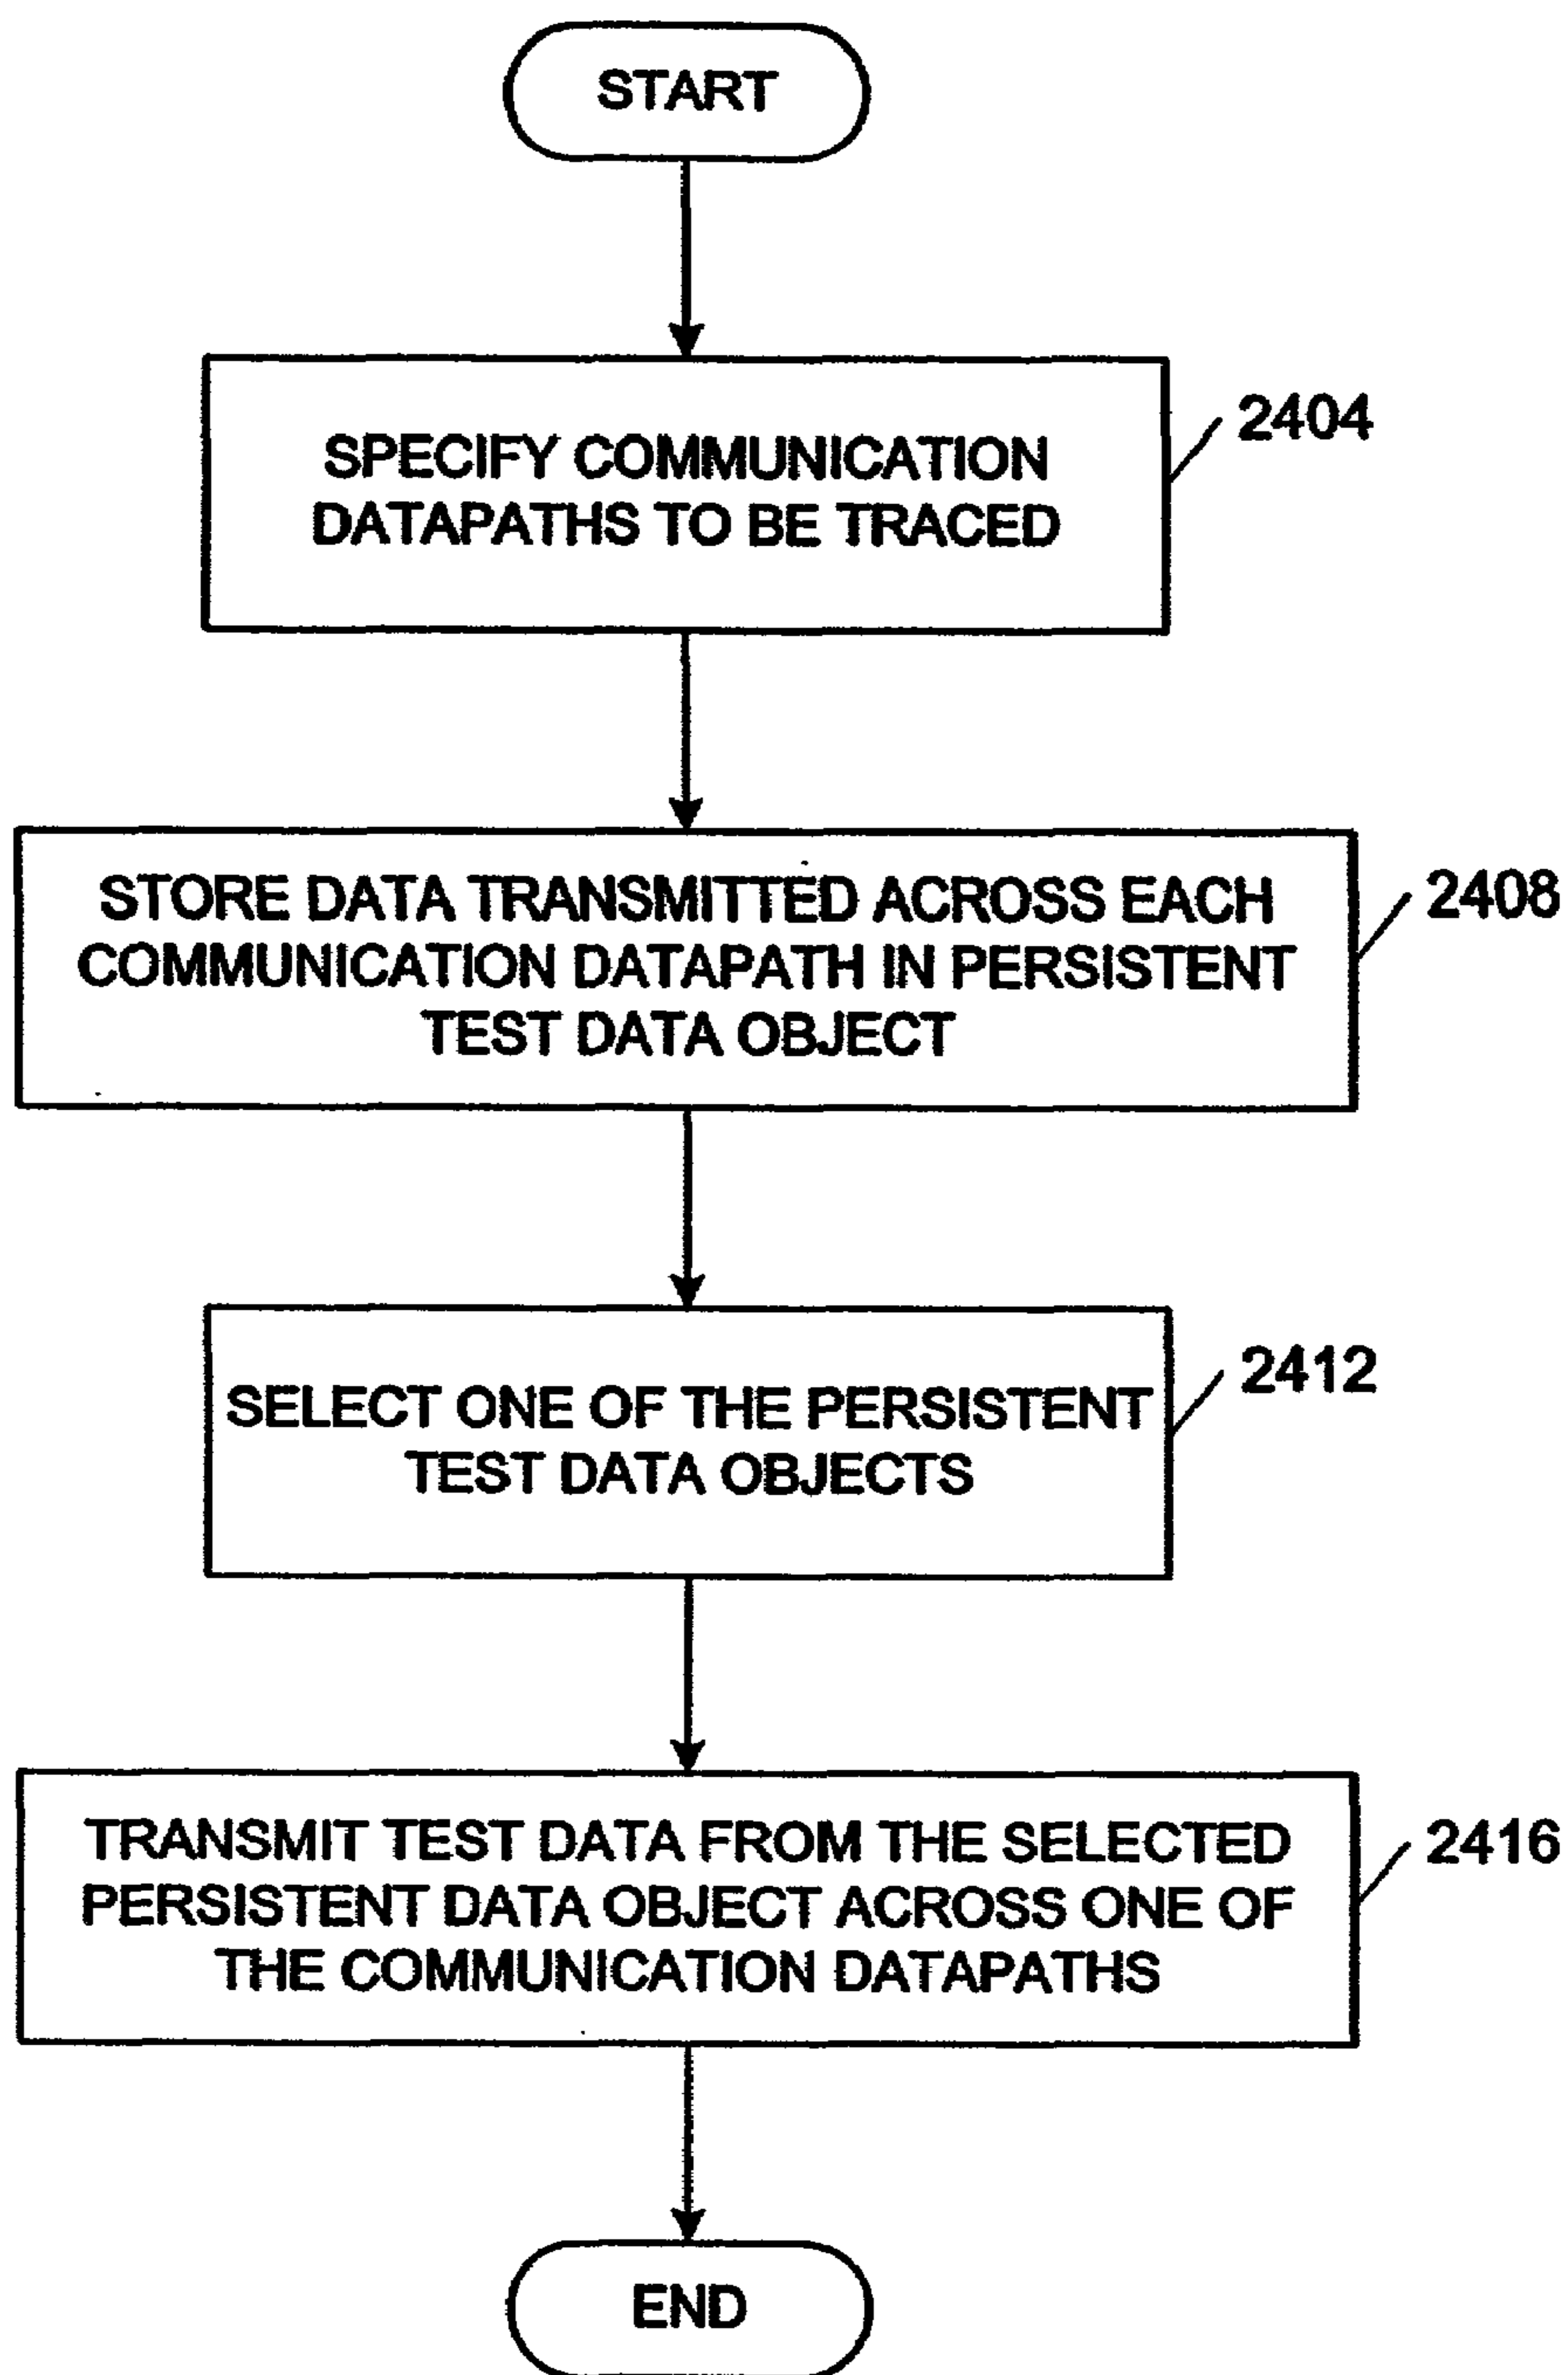 START
SPECIFY COMMUNICATION
DATAPATHS TO BE TRACED
2404
STORE DATA TRANSMITTED ACROSS EACH
COMMUNICATION DATAPATH IN PERSISTENT
TEST DATA OBJECT
2408
SELECT ONE OF THE PERSISTENT
TEST DATA OBJECTS
2412
TRANSMIT TEST DATA FROM THE SELECTED
PERSISTENT DATA OBJECT ACROSS ONE OF
THE COMMUNICATION DATAPATHS
2416
END